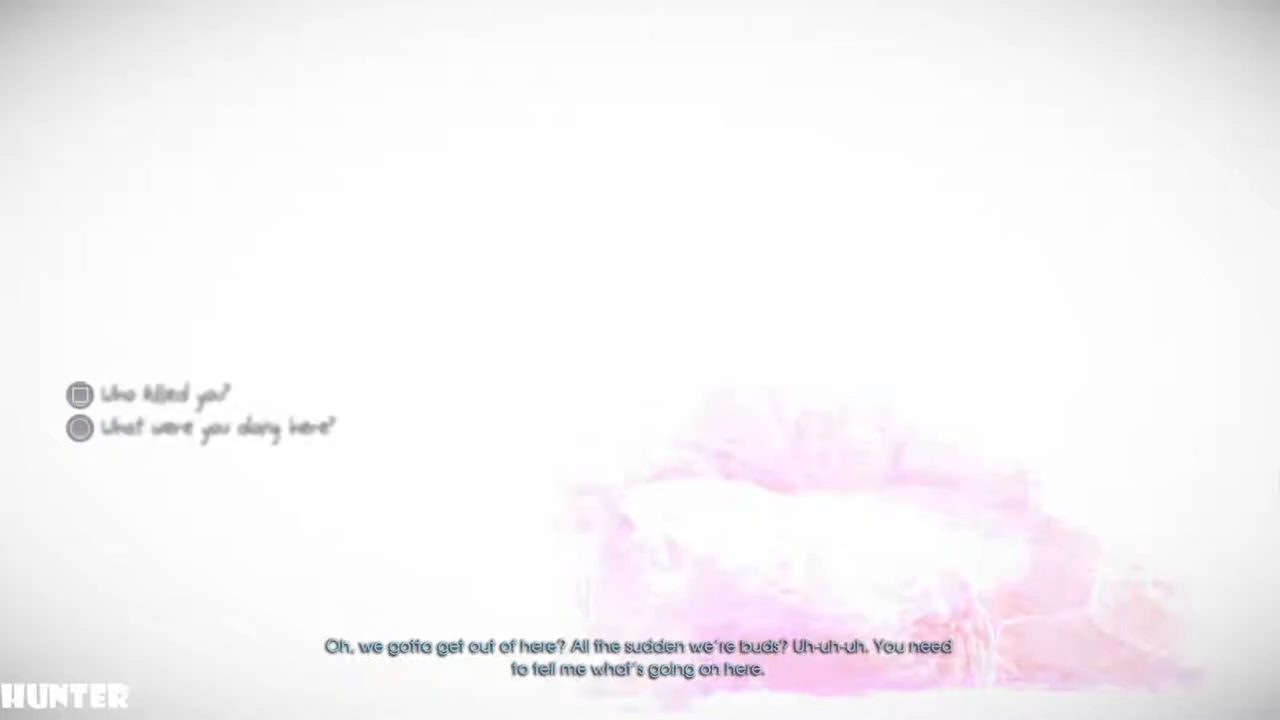 Who killed you?
What were you doing here?
Oh, we gotta get out of here? All the sudden we're buds? Uh-uh-uh. You need
to tell me what's going on here.
HUNTER